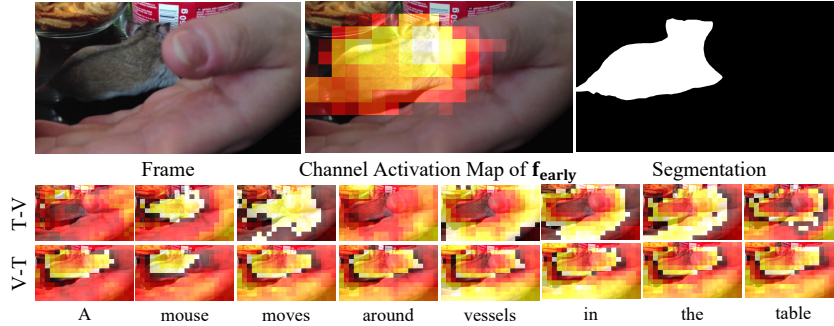 Frame Channel Activation Map of f_early Segmentation
T-V
V-T
A mouse moves around vessels in the table